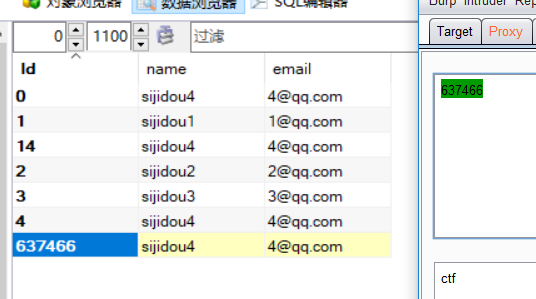 对象浏览器 数据浏览器 SQL编辑器
0 1100 过滤
Id name email
0 sijidou4 4@qq.com
1 sijidou1 1@qq.com
14 sijidou4 4@qq.com
2 sijidou2 2@qq.com
3 sijidou3 3@qq.com
4 sijidou4 4@qq.com
637466 sijidou4 4@qq.com
Burp Intruder Rep
Target Proxy
637466
ctf